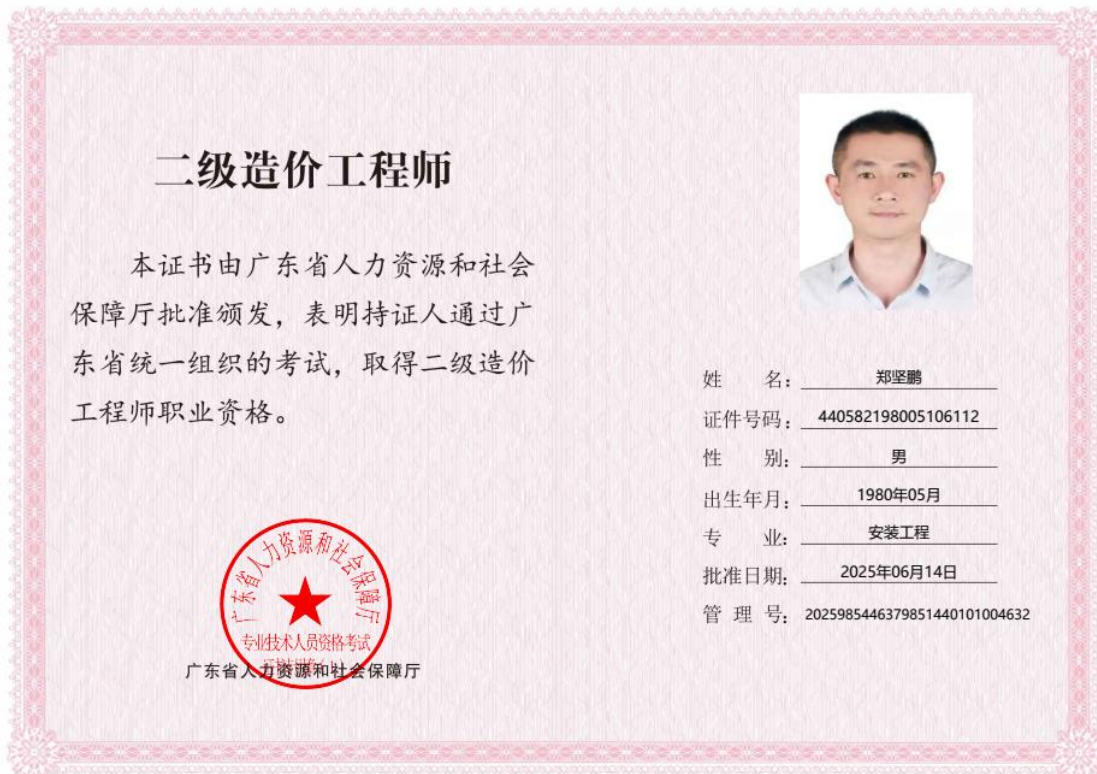 二级造价工程师
本证书由广东省人力资源和社会
保障厅批准颁发，表明持证人通过广
东省统一组织的考试，取得二级造价
工程师职业资格。
广东省人力资源和社会保障厅
专业技术人员资格考试
广东省人力资源和社会保障厅
姓 名： 郑坚鹏
证件号码： 440582198005106112
性 别： 男
出生年月： 1980年05月
专 业： 安装工程
批准日期： 2025年06月14日
管 理 号： 2025985446379851440101004632